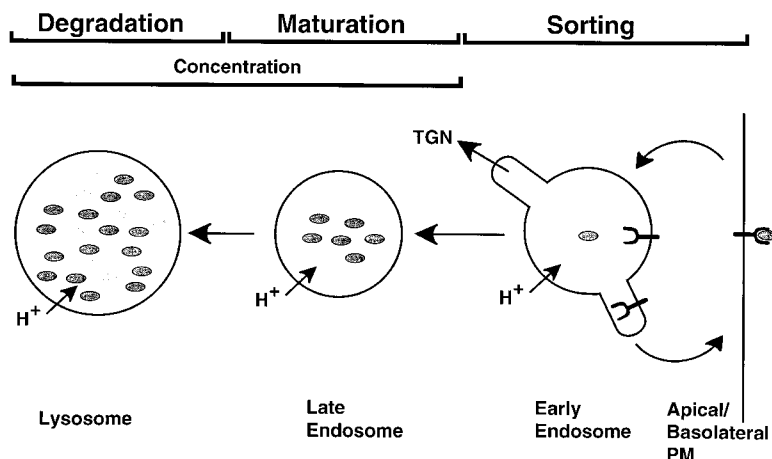 Degradation Maturation Sorting
Concentration
TGN
H+
H+
H+
Lysosome
Late
Endosome
Early
Endosome
Apical/
Basolateral
PM